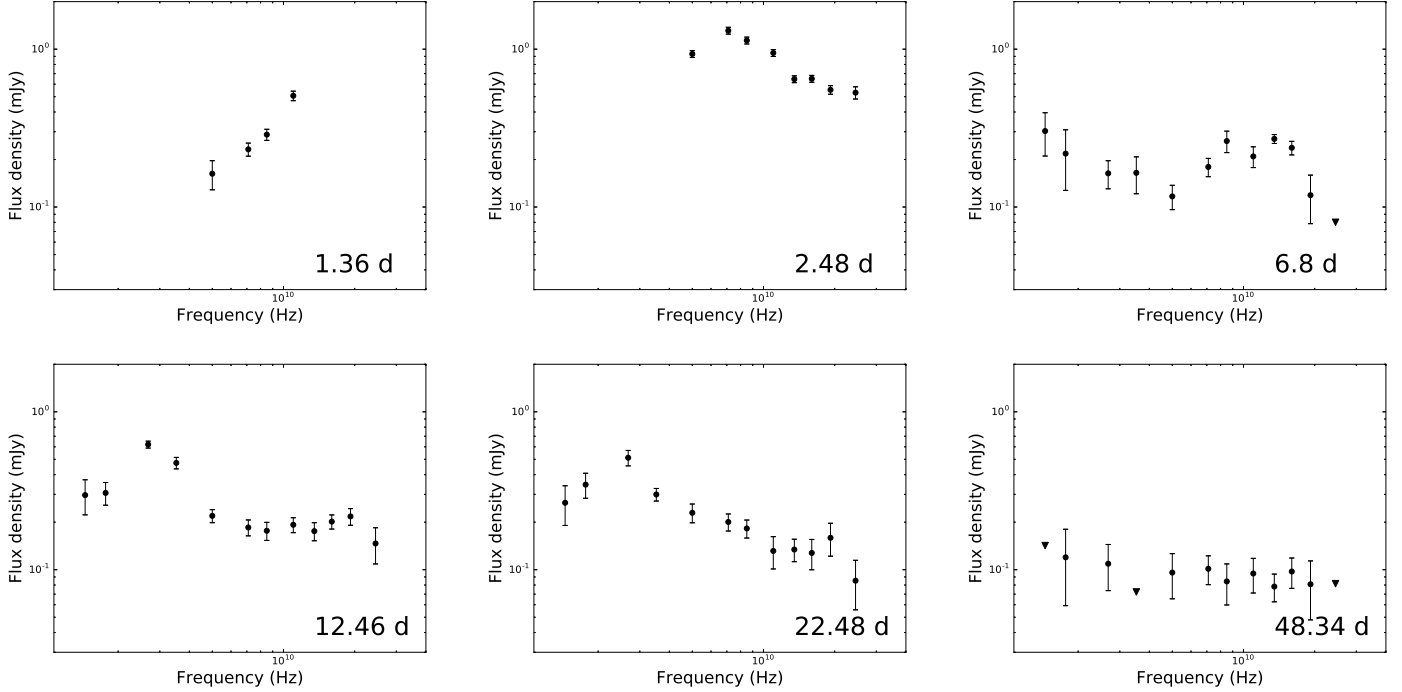 Flux density (mJy)
10⁰
10⁻¹
1.36 d
10¹⁰
Frequency (Hz)
Flux density (mJy)
10⁰
10⁻¹
2.48 d
10¹⁰
Frequency (Hz)
Flux density (mJy)
10⁰
10⁻¹
6.8 d
10¹⁰
Frequency (Hz)
Flux density (mJy)
10⁰
10⁻¹
12.46 d
10¹⁰
Frequency (Hz)
Flux density (mJy)
10⁰
10⁻¹
22.48 d
10¹⁰
Frequency (Hz)
Flux density (mJy)
10⁰
10⁻¹
48.34 d
10¹⁰
Frequency (Hz)